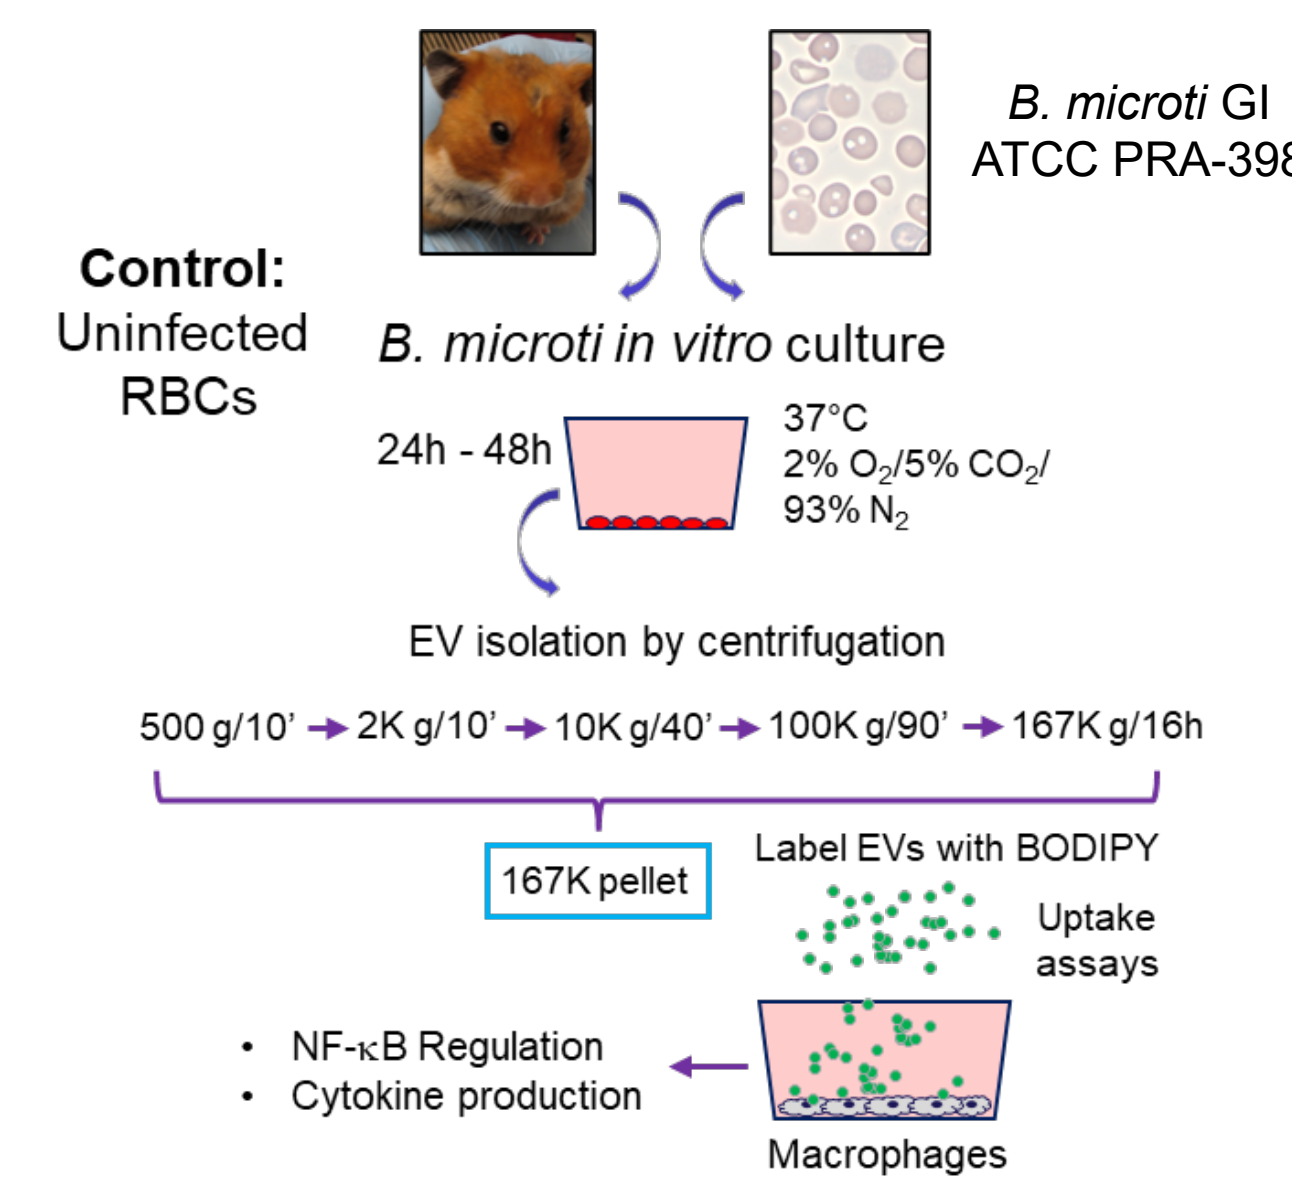 B. microti GI
ATCC PRA-398
Control:
Uninfected
RBCs
B. microti in vitro culture
24h - 48h
37°C
2% O₂/5% CO₂/
93% N₂
EV isolation by centrifugation
500 g/10’ → 2K g/10’ → 10K g/40’ → 100K g/90’ → 167K g/16h
167K pellet
Label EVs with BODIPY
Uptake
assays
• NF-κB Regulation
• Cytokine production
Macrophages